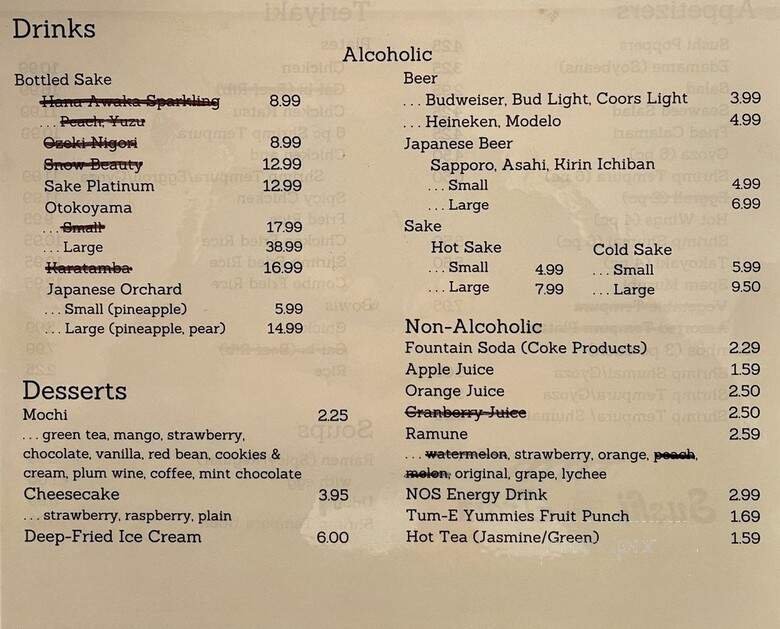 Drinks
Alcoholic
Bottled Sake
Hana Awaka Sparkling 8.99
Peach, Yuzu
Ozeki Nigori 8.99
Snow Beauty 12.99
Sake Platinum 12.99
Otokoyama
... Small 17.99
... Large 38.99
Karatamba 16.99
Japanese Orchard
... Small (pineapple) 5.99
... Large (pineapple, pear) 14.99
Desserts
Mochi 2.25
... green tea, mango, strawberry,
chocolate, vanilla, red bean, cookies &
cream, plum wine, coffee, mint chocolate
Cheesecake 3.95
... strawberry, raspberry, plain
Deep-Fried Ice Cream 6.00
Beer
... Budweiser, Bud Light, Coors Light 3.99
... Heineken, Modelo 4.99
Japanese Beer
Sapporo, Asahi, Kirin Ichiban
... Small 4.99
... Large 6.99
Sake
Hot Sake
... Small 4.99
... Large 7.99
Cold Sake
... Small 5.99
... Large 9.50
Non-Alcoholic
Fountain Soda (Coke Products) 2.29
Apple Juice 1.59
Orange Juice 2.50
Cranberry Juice 2.50
Ramune 2.59
... watermelon, strawberry, orange, peach,
melon, original, grape, lychee
NOS Energy Drink 2.99
Tum-E Yummies Fruit Punch 1.69
Hot Tea (Jasmine/Green) 1.59